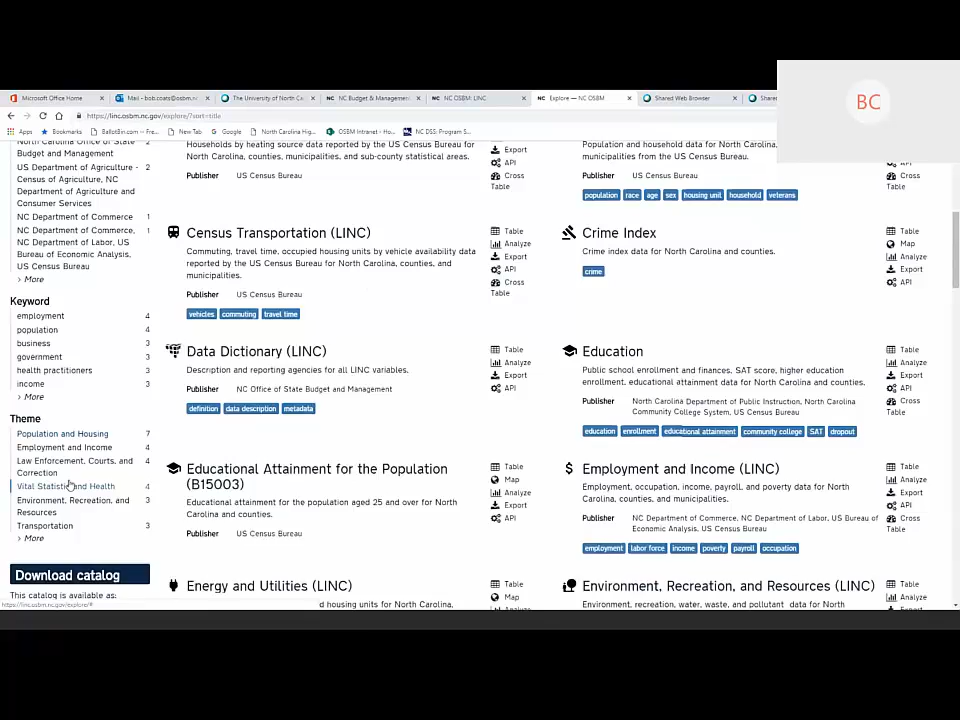 Microsoft Office Home
Mail - bob.coats@osbm.n
The University of North Ca
NC Budget & Management
NC OSBM: LINC
Explore — NC OSBM
Shared Web Browser
Shared
BC
https://linc.osbm.nc.gov/explore/?sort=title
Apps
Bookmarks
BallotBin.com -- Fre...
New Tab
Google
North Carolina Hig...
OSBM Intranet - Ho...
NC DSS: Program S...
North Carolina Office of State 2
Budget and Management
US Department of Agriculture - 2
Census of Agriculture, NC
Department of Agriculture and
Consumer Services
NC Department of Commerce 1
NC Department of Commerce, 1
NC Department of Labor, US
Bureau of Economic Analysis,
US Census Bureau
> More
Keyword
employment 4
population 4
business 3
government 3
health practitioners 3
income 3
> More
Theme
Population and Housing 7
Employment and Income 4
Law Enforcement, Courts, and 4
Correction
Vital Statistics and Health 4
Environment, Recreation, and 3
Resources
Transportation 3
> More
Download catalog
This catalog is available as:
https://linc.osbm.nc.gov/explore/#
Households by heating source data reported by the US Census Bureau for
North Carolina, counties, municipalities, and sub-county statistical areas.
Publisher US Census Bureau
Export
API
Cross
Table
Population and household data for North
municipalities from the US Census.
Publisher US Census Bureau
population race age sex housing unit household veterans
API
Cross
Table
Census Transportation (LINC)
Commuting, travel time, occupied housing units by vehicle availability data
reported by the US Census Bureau for North Carolina, counties, and
municipalities.
Publisher US Census Bureau
vehicles commuting travel time
Table
Analyze
Export
API
Cross
Table
Crime Index
Crime index data for North Carolina and counties.
crime
Table
Map
Analyze
Export
API
Data Dictionary (LINC)
Description and reporting agencies for all LINC variables.
Publisher NC Office of State Budget and Management
definition data description metadata
Table
Analyze
Export
API
Education
Public school enrollment and finances, SAT score, higher education
enrollment, educational attainment data for North Carolina and counties.
Publisher North Carolina Department of Public Instruction, North Carolina
Community College System, US Census Bureau
education enrollment educational attainment community college SAT dropout
Table
Analyze
Export
API
Cross
Table
Educational Attainment for the Population
(B15003)
Educational attainment for the population aged 25 and over for North
Carolina and counties.
Publisher US Census Bureau
Table
Map
Analyze
Export
API
Employment and Income (LINC)
Employment, occupation, income, payroll, and poverty data for North
Carolina, counties, and municipalities.
Publisher NC Department of Commerce, NC Department of Labor, US Bureau of
Economic Analysis, US Census Bureau
employment labor force income poverty payroll occupation
Table
Analyze
Export
API
Cross
Table
Energy and Utilities (LINC)
d housing units for North Carolina,
Table
Map
Analyze
Environment, Recreation, and Resources (LINC)
Environment, recreation, water, waste, and pollutant data for North
Table
Analyze
Export